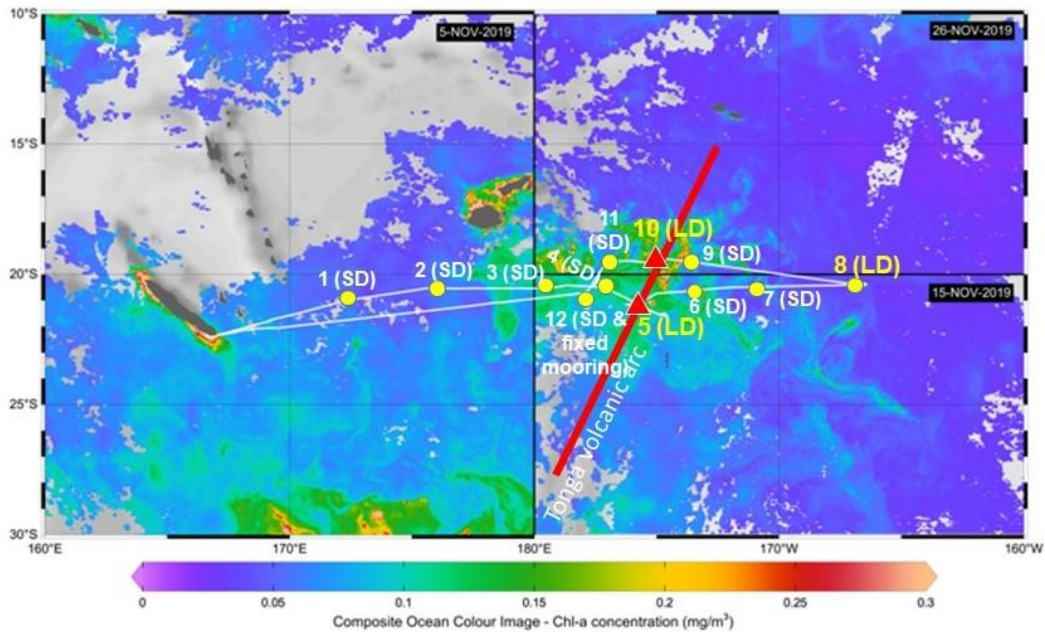 10°S
5-NOV-2019
26-NOV-2019
15°S
11
(SD)
10 (LD)
9 (SD)
20°S
1 (SD)
2 (SD)
3 (SD)
4 (SD)
8 (LD)
15-NOV-2019
12 (SD &
fixed
mooring)
5 (LD)
6 (SD)
7 (SD)
Tonga volcanic arc
25°S
30°S
160°E
170°E
180°E
170°W
160°W
0
0.05
0.1
0.15
0.2
0.25
0.3
Composite Ocean Colour Image - Chl-a concentration (mg/m³)